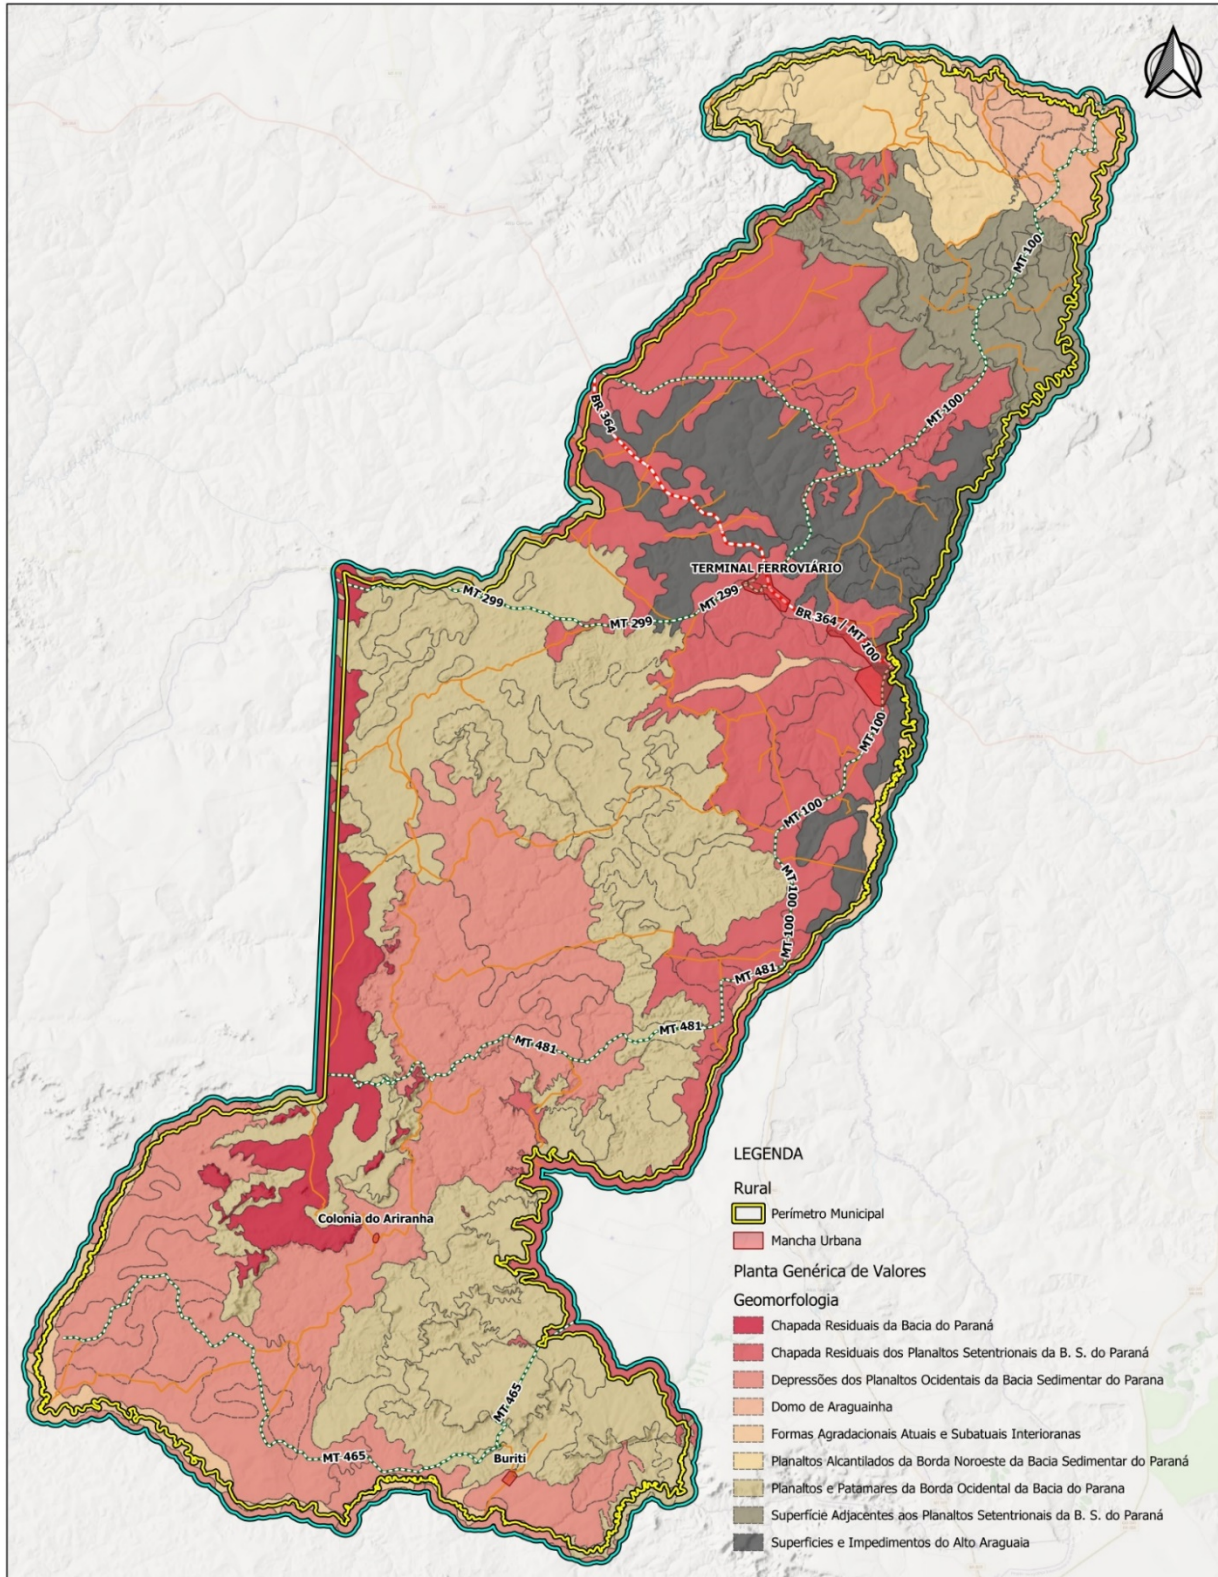 MT 100
MT 100
BR 364
TERMINAL FERROVIÁRIO
MT 299
MT 299
MT 299
BR 364 / MT 100
MT 100
MT 100
MT 100
MT 100
MT 481
MT 481
MT 481
Colonia do Ariranha
MT 465
MT 465
Buriti
LEGENDA
Rural
Perímetro Municipal
Mancha Urbana
Planta Genérica de Valores
Geomorfologia
Chapada Residuais da Bacia do Paraná
Chapada Residuais dos Planaltos Setentrionais da B. S. do Paraná
Depressões dos Planaltos Ocidentais da Bacia Sedimentar do Parana
Domo de Araguainha
Formas Agradacionais Atuais e Subatuais Interioranas
Planaltos Alcantilados da Borda Noroeste da Bacia Sedimentar do Paraná
Planaltos e Patamares da Borda Ocidental da Bacia do Parana
Superfície Adjacentes aos Planaltos Setentrionais da B. S. do Paraná
Superficies e Impedimentos do Alto Araguaia